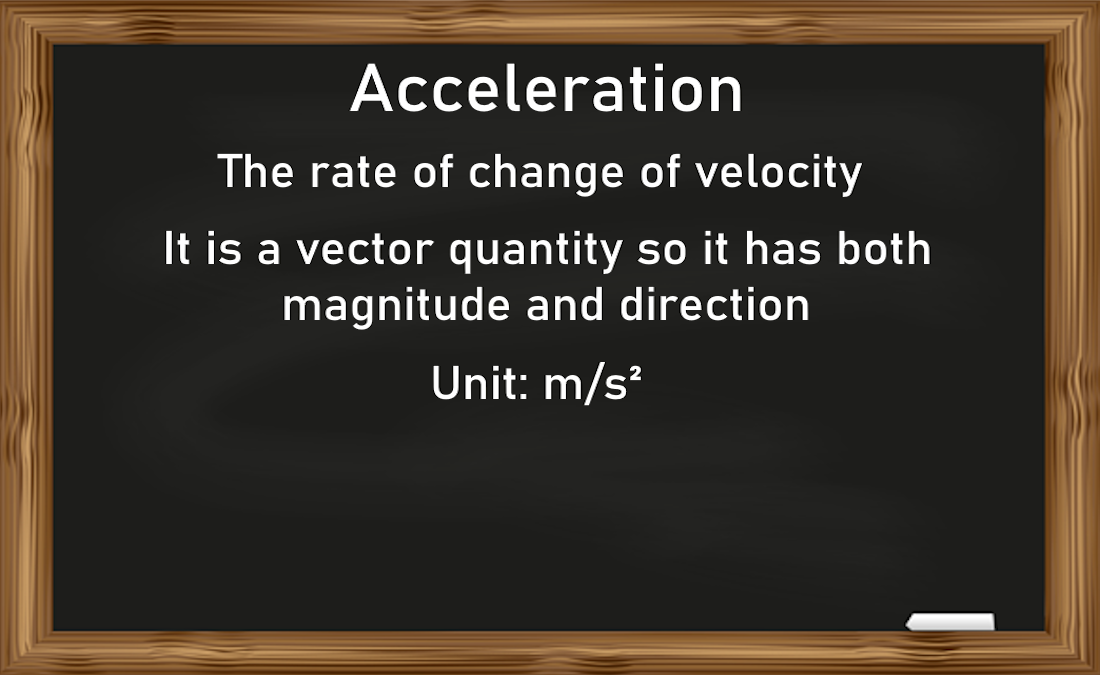 Acceleration
The rate of change of velocity
It is a vector quantity so it has both
magnitude and direction
Unit: m/s²